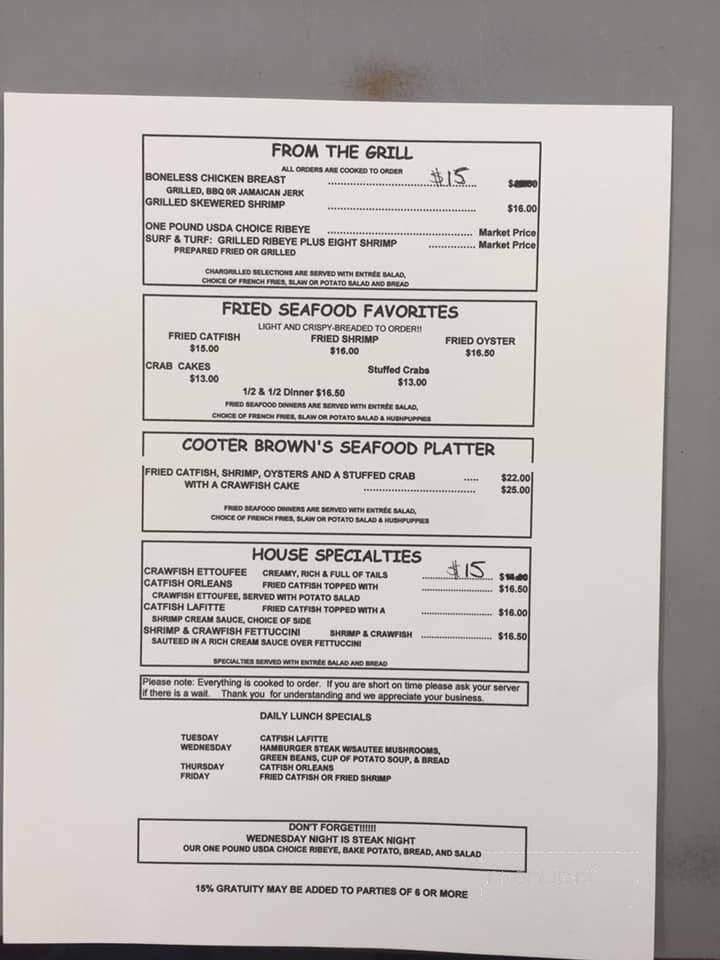 FROM THE GRILL
ALL ORDERS ARE COOKED TO ORDER
BONELESS CHICKEN BREAST ........................................ $15
GRILLED, BBQ 0R JAMAICAN JERK
GRILLED SKEWERED SHRIMP ........................................ $16.00
ONE POUND USDA CHOICE RIBEYE ........................................ Market Price
SURF & TURF: GRILLED RIBEYE PLUS EIGHT SHRIMP ............... Market Price
PREPARED FRIED OR GRILLED
CHARGRILLED SELECTIONS ARE SERVED WITH ENTRÉE SALAD,
CHOICE OF FRENCH FRIES, SLAW OR POTATO SALAD AND BREAD
FRIED SEAFOOD FAVORITES
LIGHT AND CRISPY-BREADED TO ORDER!!
FRIED CATFISH FRIED SHRIMP FRIED OYSTER
$15.00 $16.00 $16.50
CRAB CAKES Stuffed Crabs
$13.00 $13.00
1/2 & 1/2 Dinner $16.50
FRIED SEAFOOD DINNERS ARE SERVED WITH ENTRÉE SALAD,
CHOICE OF FRENCH FRIES, SLAW OR POTATO SALAD & HUSHPUPPIES
COOTER BROWN'S SEAFOOD PLATTER
FRIED CATFISH, SHRIMP, OYSTERS AND A STUFFED CRAB ..... $22.00
WITH A CRAWFISH CAKE ........................................ $25.00
FRIED SEAFOOD DINNERS ARE SERVED WITH ENTRÉE SALAD,
CHOICE OF FRENCH FRIES, SLAW OR POTATO SALAD & HUSHPUPPIES
HOUSE SPECIALTIES
CRAWFISH ETTOUFEE CREAMY, RICH & FULL OF TAILS ........................ $15
CATFISH ORLEANS FRIED CATFISH TOPPED WITH ........................ $16.50
CRAWFISH ETTOUFEE, SERVED WITH POTATO SALAD
CATFISH LAFITTE FRIED CATFISH TOPPED WITH A ........................ $16.00
SHRIMP CREAM SAUCE, CHOICE OF SIDE
SHRIMP & CRAWFISH FETTUCCINI SHRIMP & CRAWFISH ........................ $16.50
SAUTEED IN A RICH CREAM SAUCE OVER FETTUCCINI
SPECIALTIES SERVED WITH ENTRÉE SALAD AND BREAD
Please note: Everything is cooked to order. If you are short on time please ask your server
if there is a wait. Thank you for understanding and we appreciate your business.
DAILY LUNCH SPECIALS
TUESDAY CATFISH LAFITTE
WEDNESDAY HAMBURGER STEAK W/SAUTEE MUSHROOMS,
GREEN BEANS, CUP OF POTATO SOUP, & BREAD
THURSDAY CATFISH ORLEANS
FRIDAY FRIED CATFISH OR FRIED SHRIMP
DON'T FORGET!!!!!!
WEDNESDAY NIGHT IS STEAK NIGHT
OUR ONE POUND USDA CHOICE RIBEYE, BAKE POTATO, BREAD, AND SALAD
15% GRATUITY MAY BE ADDED TO PARTIES OF 6 OR MORE